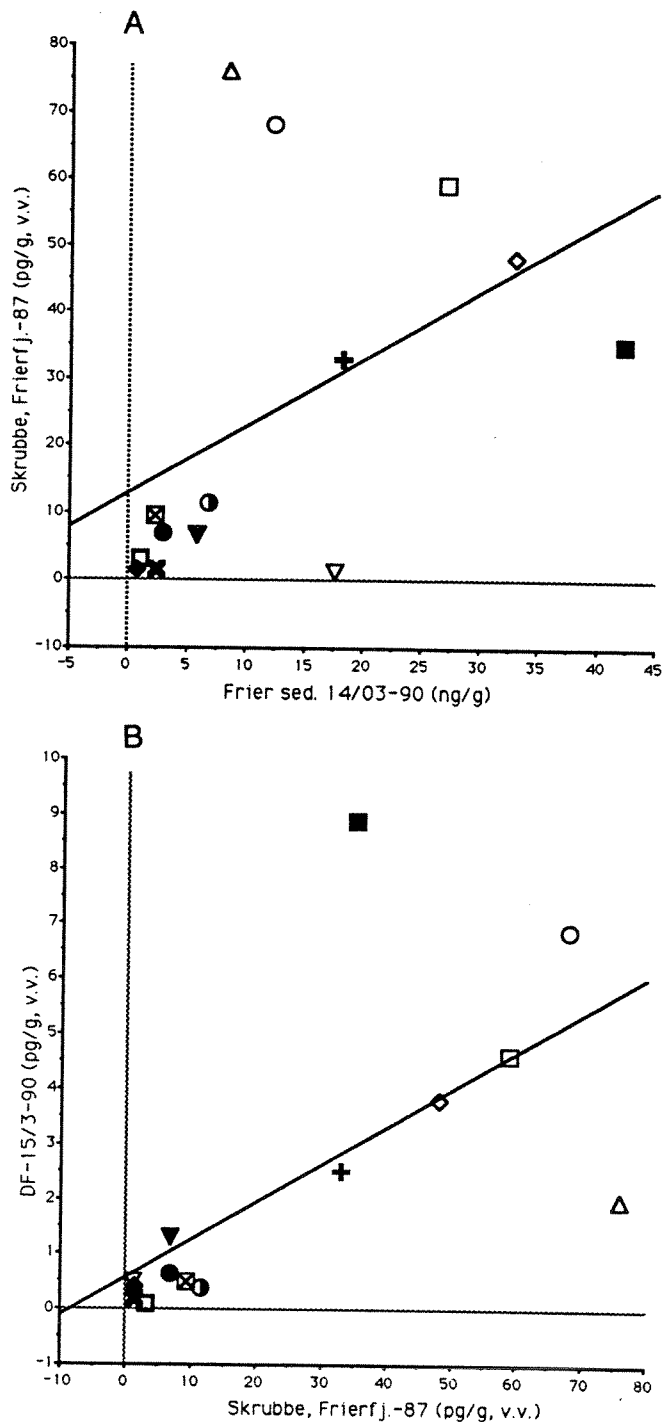 A
80
70
60
50
40
30
20
10
0
-10
-5 0 5 10 15 20 25 30 35 40 45
Skrubbe, Frierfj.-87 (pg/g, v.v.)
Frier sed. 14/03-90 (ng/g)
B
10
9
8
7
6
5
4
3
2
1
0
-1
-10 0 10 20 30 40 50 60 70 80
DF-15/3-90 (pg/g, v.v.)
Skrubbe, Frierfj.-87 (pg/g, v.v.)